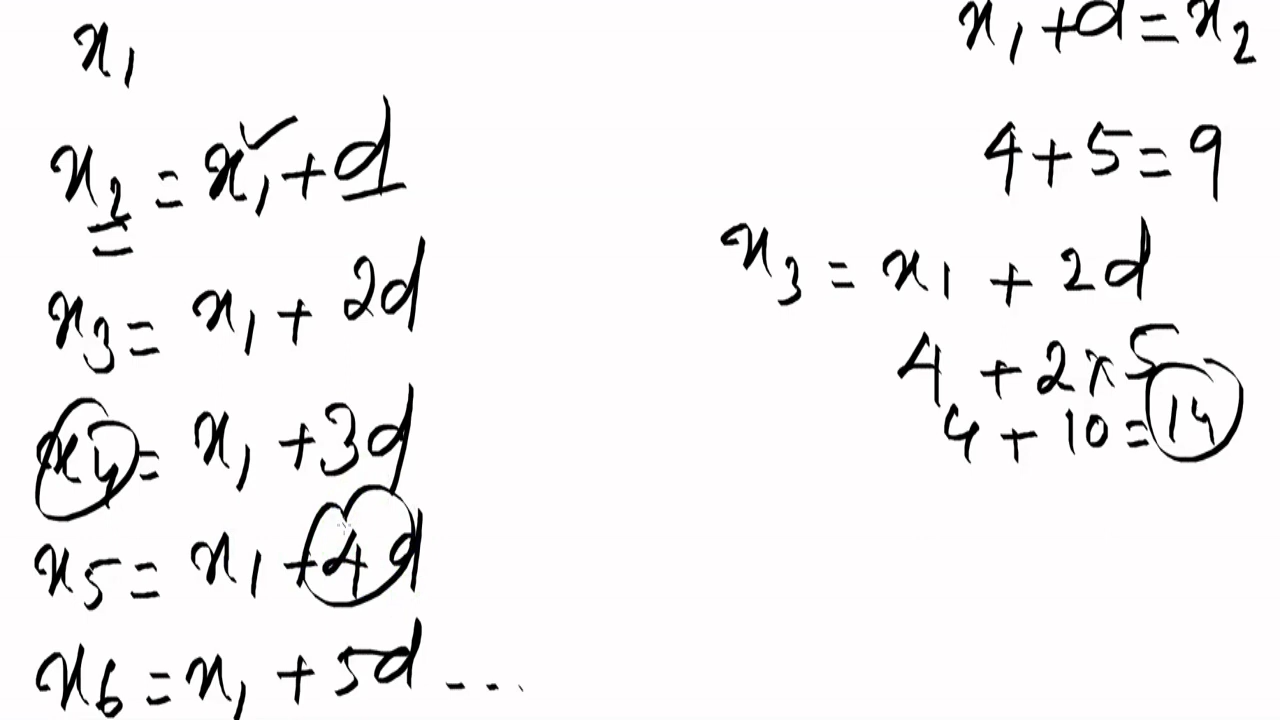 x₁
x₂ = x₁ + d
x₃ = x₁ + 2d
x₄ = x₁ + 3d
x₅ = x₁ + 4d
x₆ = x₁ + 5d ---
x₁ + d = x₂
4 + 5 = 9
x₃ = x₁ + 2d
4 + 2 × 5
4 + 10 = 14